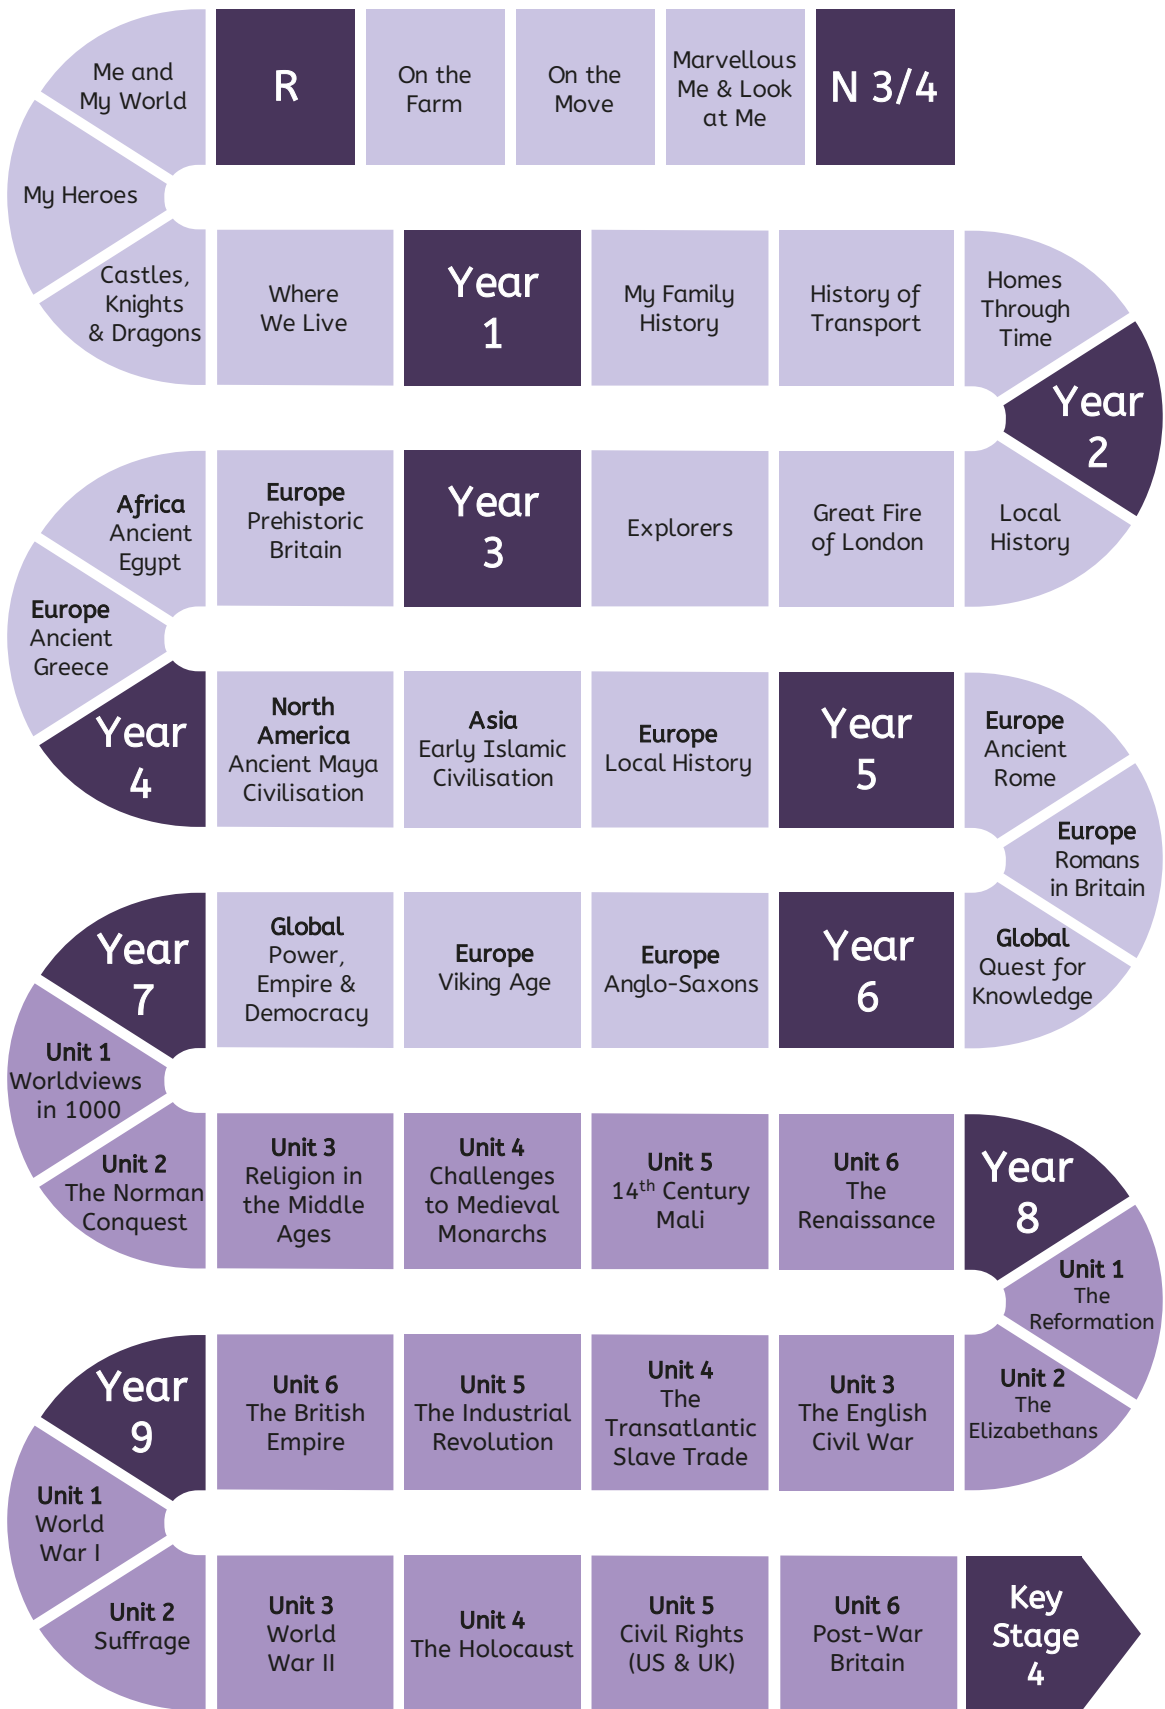 N 3/4
Marvellous
Me & Look
at Me
On the
Move
On the
Farm
R
Me and
My World
My Heroes
Castles,
Knights
& Dragons
Where
We Live
Year
1
My Family
History
History of
Transport
Homes
Through
Time
Year
2
Local
History
Great Fire
of London
Explorers
Year
3
Europe
Prehistoric
Britain
Africa
Ancient
Egypt
Europe
Ancient
Greece
Year
4
North
America
Ancient Maya
Civilisation
Asia
Early Islamic
Civilisation
Europe
Local History
Year
5
Europe
Ancient
Rome
Europe
Romans
in Britain
Global
Quest for
Knowledge
Year
6
Europe
Anglo-Saxons
Europe
Viking Age
Global
Power,
Empire &
Democracy
Year
7
Unit 1
Worldviews
in 1000
Unit 2
The Norman
Conquest
Unit 3
Religion in
the Middle
Ages
Unit 4
Challenges
to Medieval
Monarchs
Unit 5
14th Century
Mali
Unit 6
The
Renaissance
Year
8
Unit 1
The
Reformation
Unit 2
The
Elizabethans
Unit 3
The English
Civil War
Unit 4
The
Transatlantic
Slave Trade
Unit 5
The Industrial
Revolution
Unit 6
The British
Empire
Year
9
Unit 1
World
War I
Unit 2
Suffrage
Unit 3
World
War II
Unit 4
The Holocaust
Unit 5
Civil Rights
(US & UK)
Unit 6
Post-War
Britain
Key
Stage
4